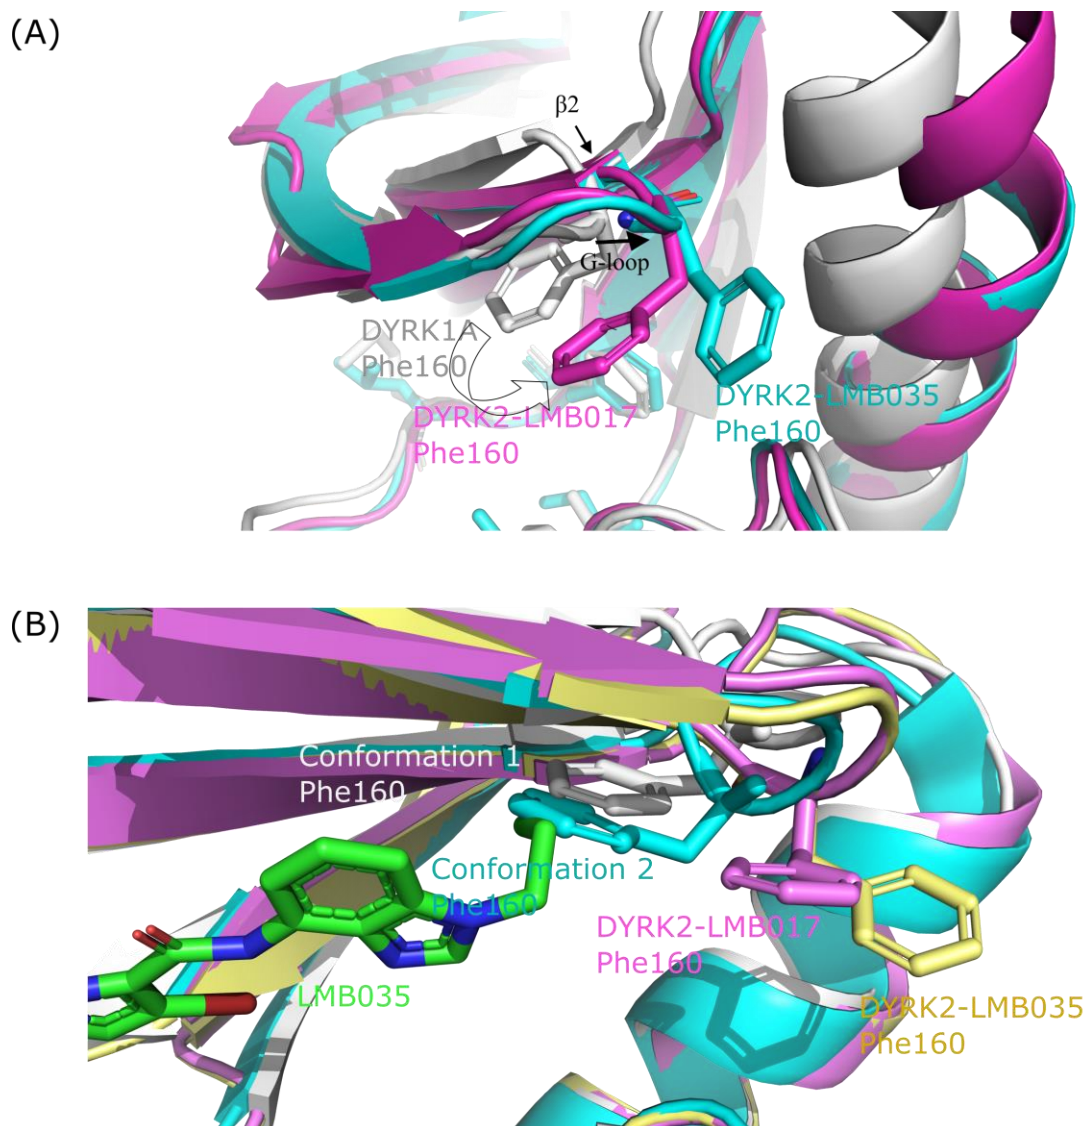 (A)
β2
G-loop
DYRK1A
Phe160
DYRK2-LMB017
Phe160
DYRK2-LMB035
Phe160
(B)
Conformation 1
Phe160
Conformation 2
Phe160
DYRK2-LMB017
Phe160
LMB035
DYRK2-LMB035
Phe160